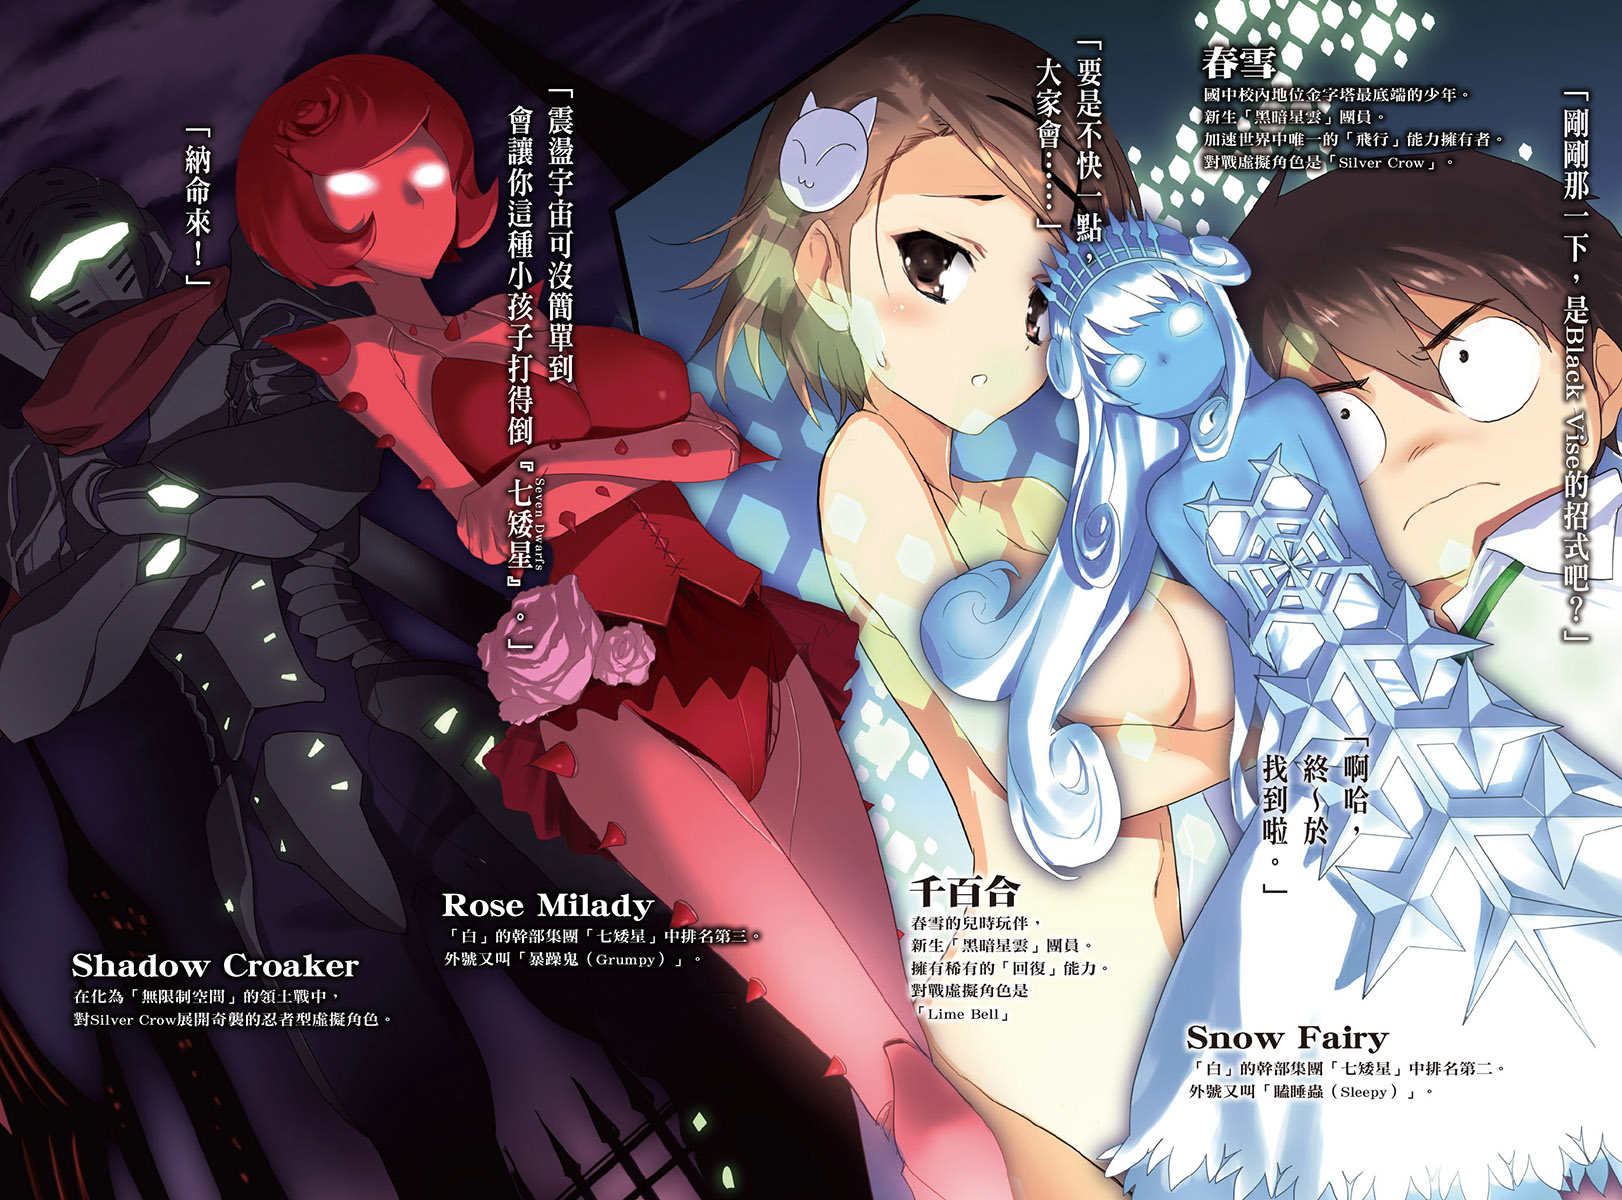 「剛剛那一下，是Black Vise的招式吧？」
春雪
國中校內地位金字塔最底端的少年。
新生「黑暗星雲」團員。
加速世界中唯一的「飛行」能力擁有者。
對戰虛擬角色是「Silver Crow」。
「要是不快一點，
大家會……」
「啊哈，
終～於
找到啦。」
Snow Fairy
「白」的幹部集團「七矮星」中排名第二。
外號又叫「瞌睡蟲（Sleepy）」。
千百合
春雪的兒時玩伴，
新生「黑暗星雲」團員。
擁有稀有的「回復」能力。
對戰虛擬角色是
「Lime Bell」
「震盪宇宙可沒簡單到
會讓你這種小孩子打得倒『七矮星』。」
Seven Dwarfs
Rose Milady
「白」的幹部集團「七矮星」中排名第三。
外號又叫「暴躁鬼（Grumpy）」。
「納命來！」
Shadow Croaker
在化為「無限制空間」的領土戰中，
對Silver Crow展開奇襲的忍者型虛擬角色。